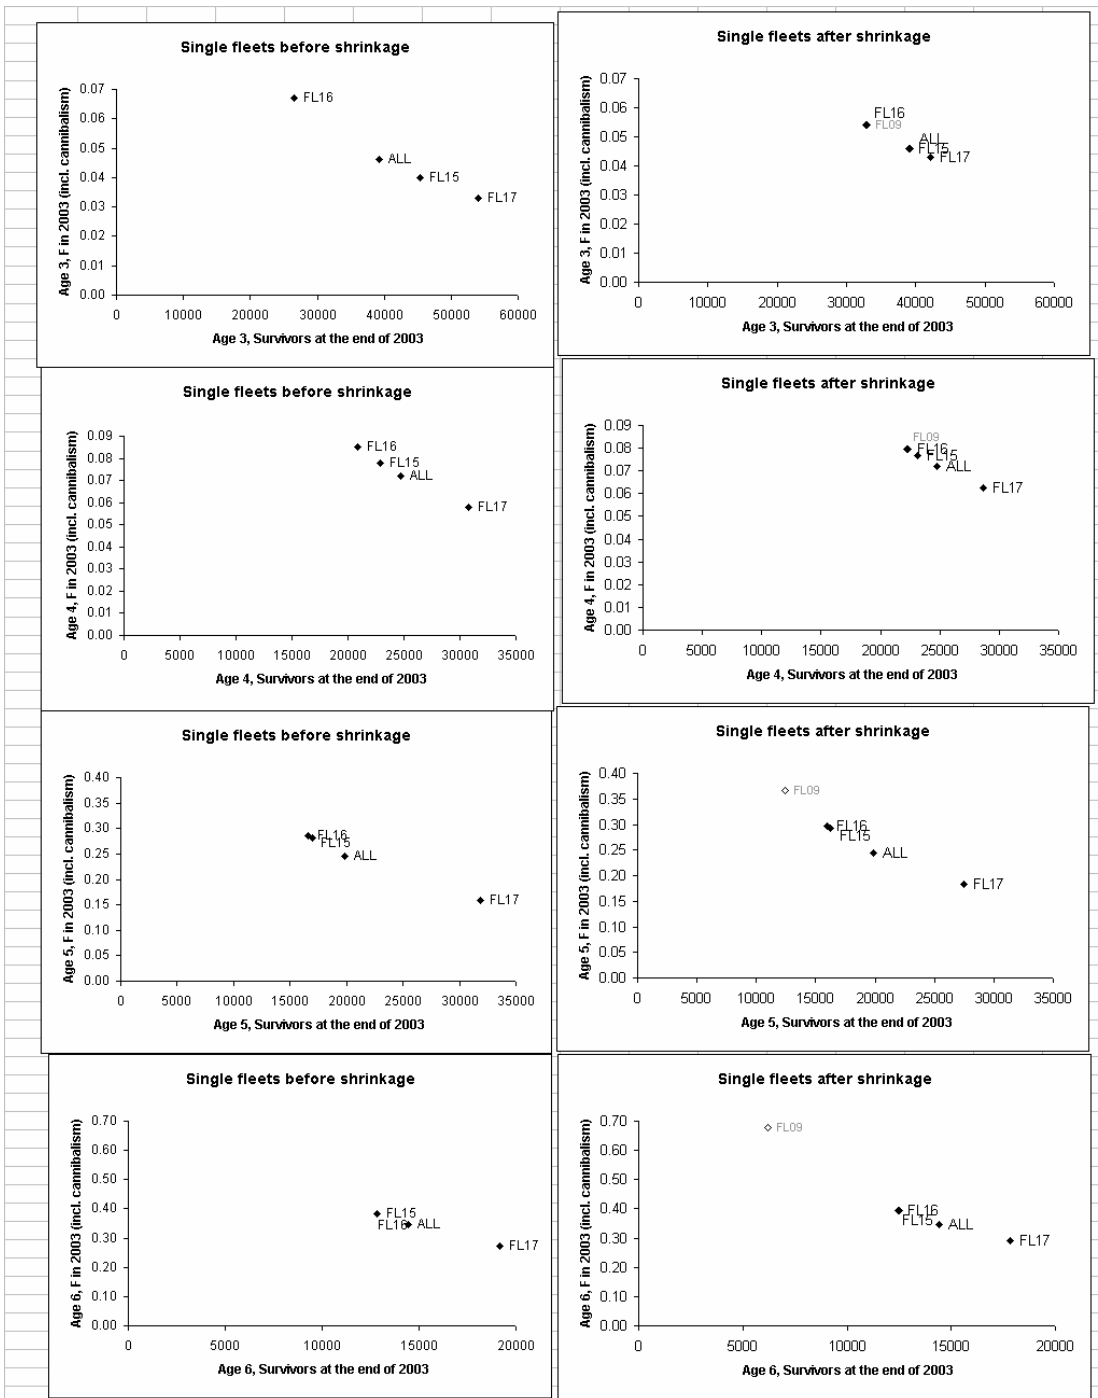 Single fleets before shrinkage
Age 3, F in 2003 (incl. cannibalism)
0.07
0.06
0.05
0.04
0.03
0.02
0.01
0.00
FL16
ALL
FL15
FL17
0 10000 20000 30000 40000 50000 60000
Age 3, Survivors at the end of 2003
Single fleets after shrinkage
Age 3, F in 2003 (incl. cannibalism)
0.07
0.06
0.05
0.04
0.03
0.02
0.01
0.00
FL16
FL09
ALL
FL15
FL17
0 10000 20000 30000 40000 50000 60000
Age 3, Survivors at the end of 2003
Single fleets before shrinkage
Age 4, F in 2003 (incl. cannibalism)
0.09
0.08
0.07
0.06
0.05
0.04
0.03
0.02
0.01
0.00
FL16
FL15
ALL
FL17
0 5000 10000 15000 20000 25000 30000 35000
Age 4, Survivors at the end of 2003
Single fleets after shrinkage
Age 4, F in 2003 (incl. cannibalism)
0.09
0.08
0.07
0.06
0.05
0.04
0.03
0.02
0.01
0.00
FL09
FL16
FL15
ALL
FL17
0 5000 10000 15000 20000 25000 30000 35000
Age 4, Survivors at the end of 2003
Single fleets before shrinkage
Age 5, F in 2003 (incl. cannibalism)
0.40
0.35
0.30
0.25
0.20
0.15
0.10
0.05
0.00
FL16
FL15
ALL
FL17
0 5000 10000 15000 20000 25000 30000 35000
Age 5, Survivors at the end of 2003
Single fleets after shrinkage
Age 5, F in 2003 (incl. cannibalism)
0.40
0.35
0.30
0.25
0.20
0.15
0.10
0.05
0.00
FL09
FL16
FL15
ALL
FL17
0 5000 10000 15000 20000 25000 30000 35000
Age 5, Survivors at the end of 2003
Single fleets before shrinkage
Age 6, F in 2003 (incl. cannibalism)
0.70
0.60
0.50
0.40
0.30
0.20
0.10
0.00
FL15
FL16 ALL
FL17
0 5000 10000 15000 20000
Age 6, Survivors at the end of 2003
Single fleets after shrinkage
Age 6, F in 2003 (incl. cannibalism)
0.70
0.60
0.50
0.40
0.30
0.20
0.10
0.00
FL09
FL16
FL15 ALL
FL17
0 5000 10000 15000 20000
Age 6, Survivors at the end of 2003